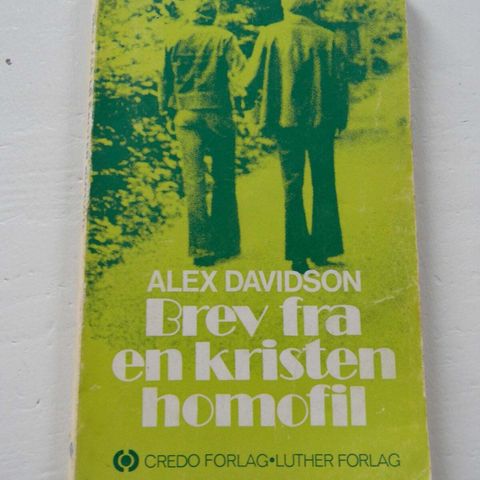 ALEX DAVIDSON
Brev fra
en kristen
homofil
CREDO FORLAG•LUTHER FORLAG